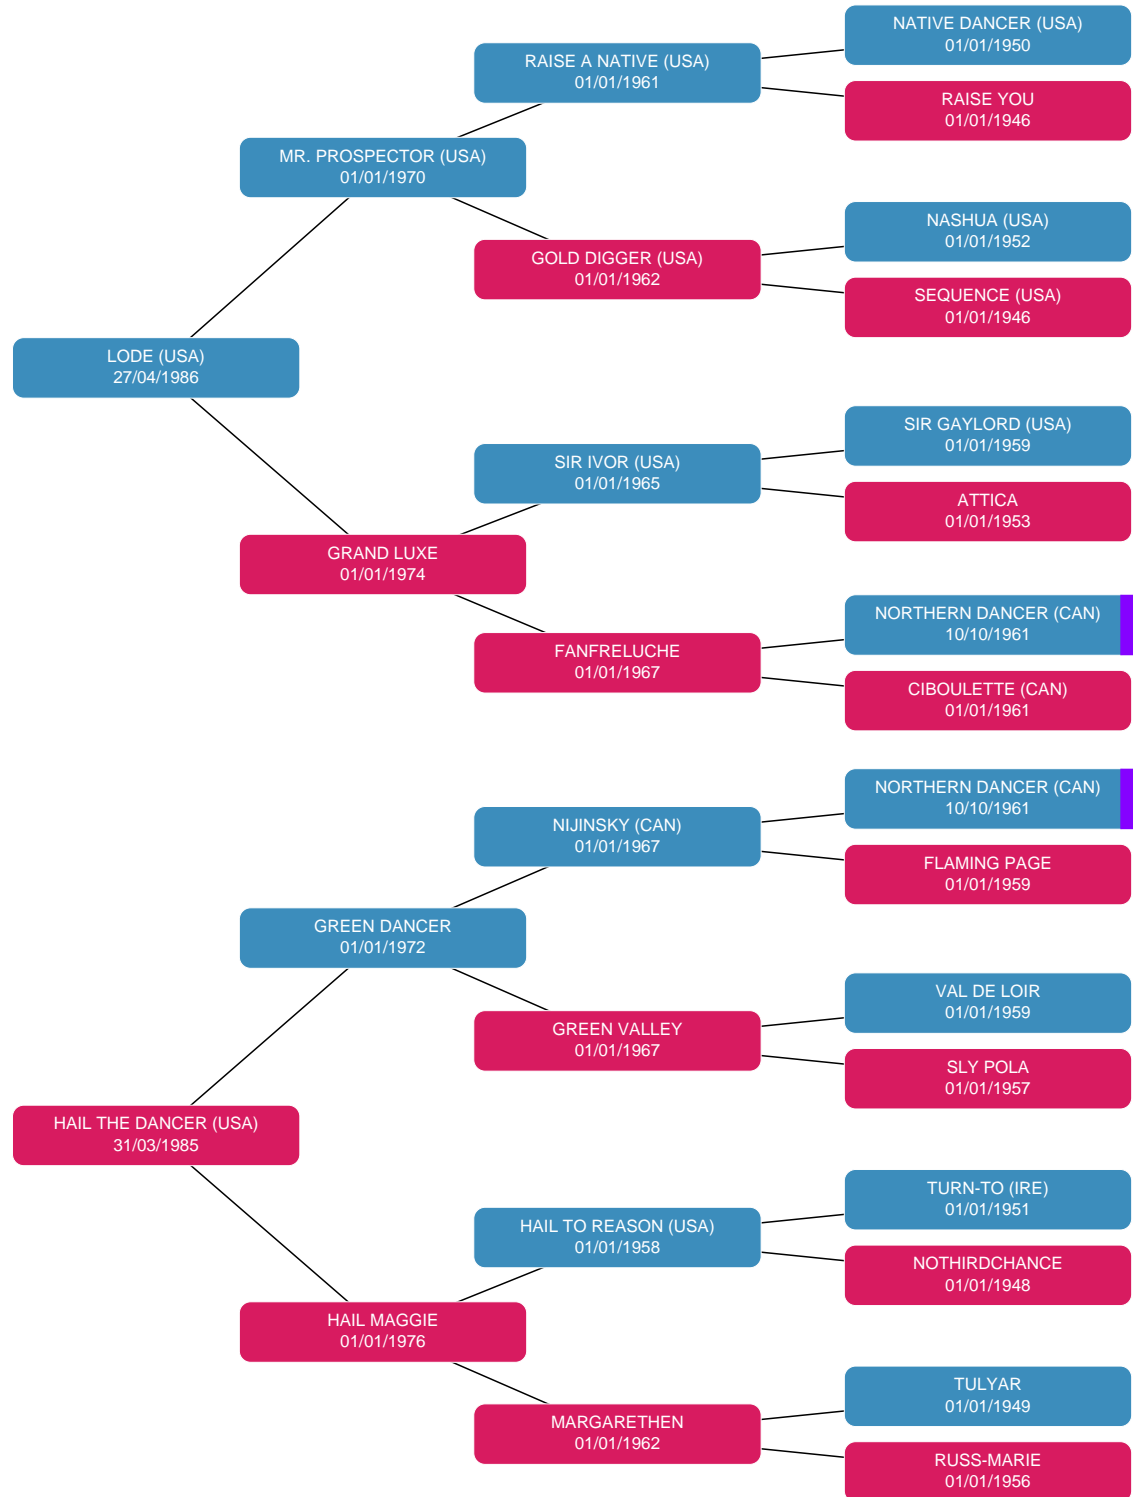 NATIVE DANCER (USA)
01/01/1950
RAISE A NATIVE (USA)
01/01/1961
RAISE YOU
01/01/1946
MR. PROSPECTOR (USA)
01/01/1970
NASHUA (USA)
01/01/1952
GOLD DIGGER (USA)
01/01/1962
SEQUENCE (USA)
01/01/1946
LODE (USA)
27/04/1986
SIR GAYLORD (USA)
01/01/1959
SIR IVOR (USA)
01/01/1965
ATTICA
01/01/1953
GRAND LUXE
01/01/1974
NORTHERN DANCER (CAN)
10/10/1961
FANFRELUCHE
01/01/1967
CIBOULETTE (CAN)
01/01/1961
NORTHERN DANCER (CAN)
10/10/1961
NIJINSKY (CAN)
01/01/1967
FLAMING PAGE
01/01/1959
GREEN DANCER
01/01/1972
VAL DE LOIR
01/01/1959
GREEN VALLEY
01/01/1967
SLY POLA
01/01/1957
HAIL THE DANCER (USA)
31/03/1985
TURN-TO (IRE)
01/01/1951
HAIL TO REASON (USA)
01/01/1958
NOTHIRDCHANCE
01/01/1948
HAIL MAGGIE
01/01/1976
TULYAR
01/01/1949
MARGARETHEN
01/01/1962
RUSS-MARIE
01/01/1956